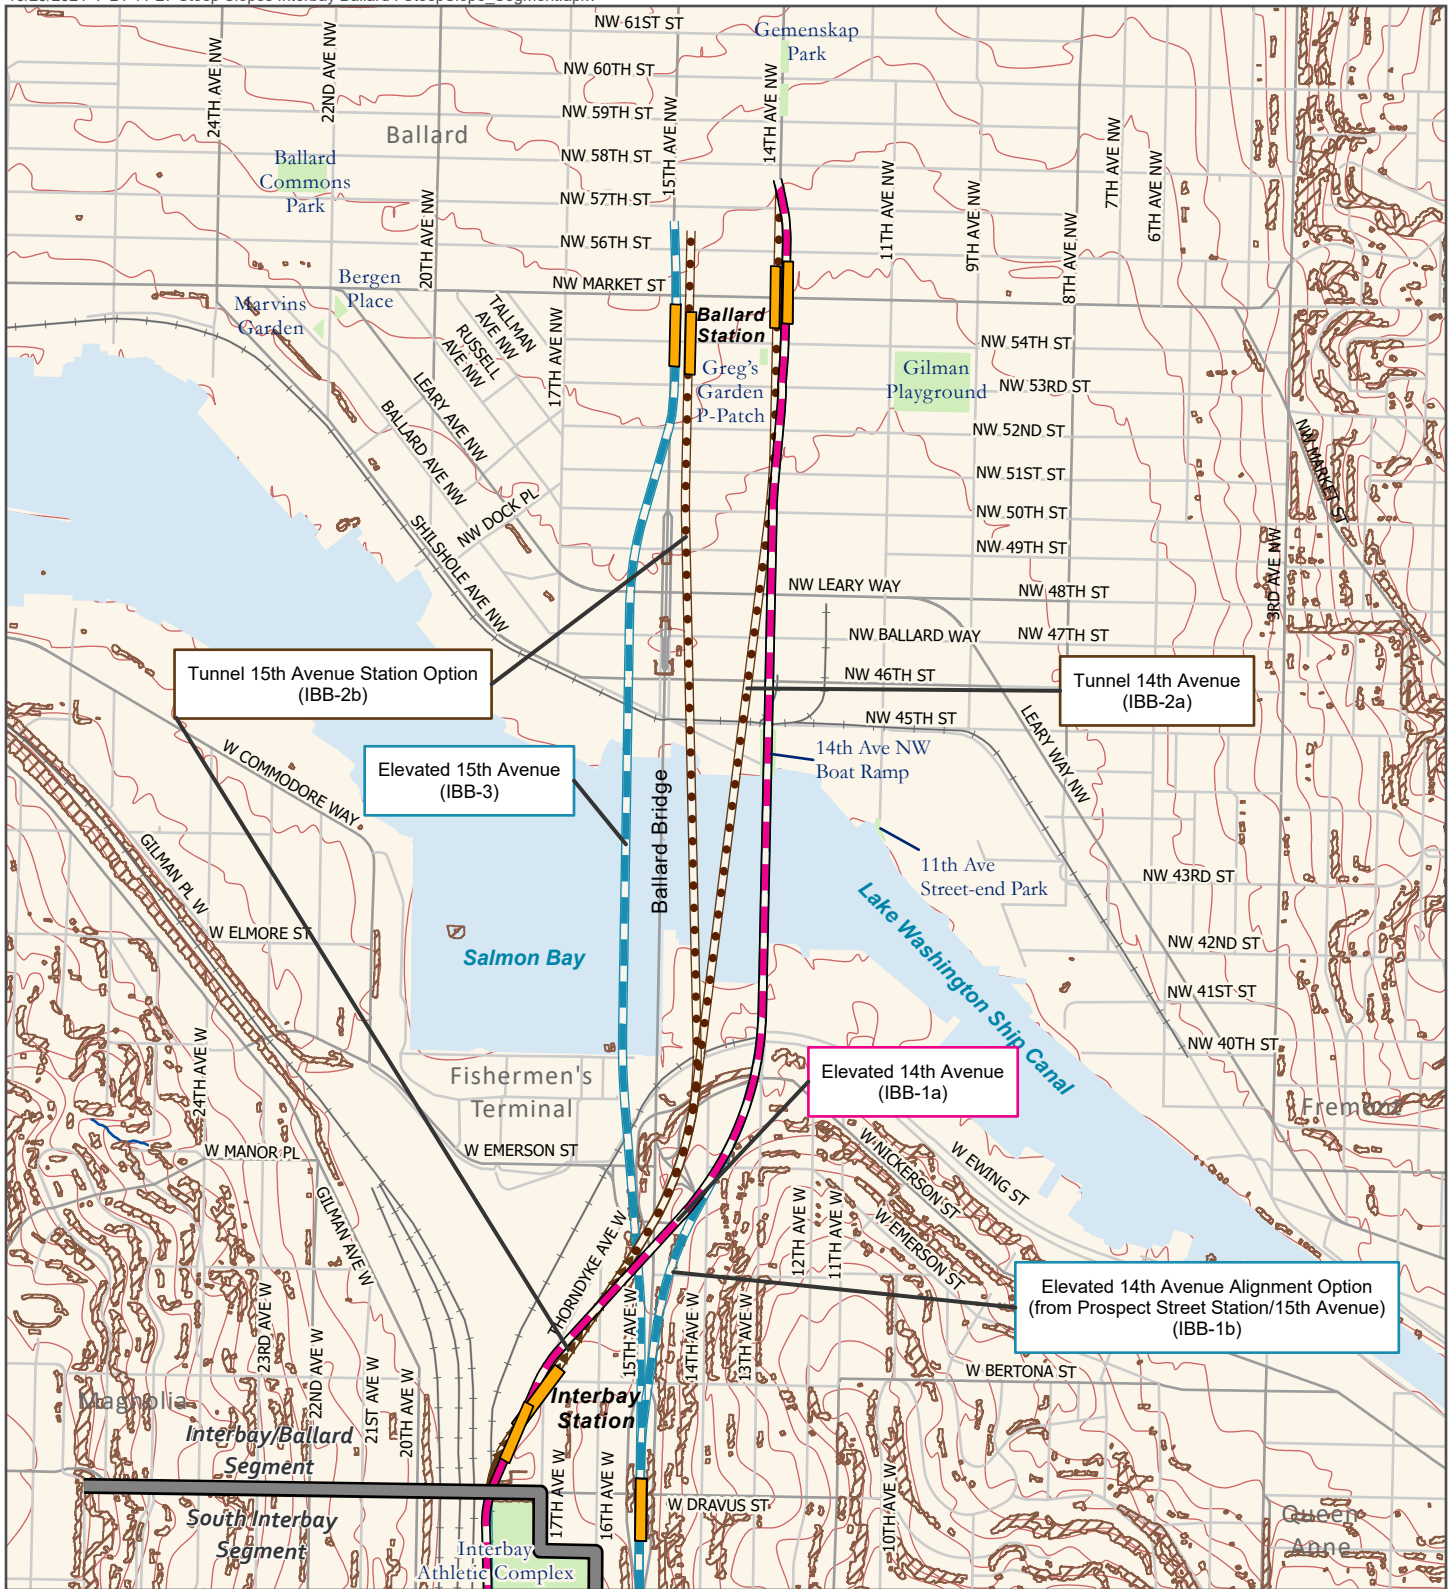 NW 61ST ST
Gemenskap
Park
NW 60TH ST
24TH AVE NW
22ND AVE NW
15TH AVE NW
14TH AVE NW
NW 59TH ST
Ballard
NW 58TH ST
Ballard
Commons
Park
7TH AVE NW
6TH AVE NW
11TH AVE NW
9TH AVE NW
8TH AVE NW
20TH AVE NW
NW 57TH ST
NW 56TH ST
Bergen
Place
NW MARKET ST
Marvins
Garden
TALLMAN
AVE NW
RUSSELL
AVE NW
17TH AVE NW
Ballard
Station
NW 54TH ST
Greg's
Garden
P-Patch
Gilman
Playground
NW 53RD ST
LEARY AVE NW
BALLARD AVE NW
NW 52ND ST
NW MARKET ST
NW 51ST ST
NW DOCK PL
NW 50TH ST
SHILSHOLE AVE NW
NW 49TH ST
3RD AVE NW
NW LEARY WAY
NW 48TH ST
NW BALLARD WAY
NW 47TH ST
Tunnel 15th Avenue Station Option
(IBB-2b)
NW 46TH ST
Tunnel 14th Avenue
(IBB-2a)
NW 45TH ST
LEARY WAY NW
W COMMODORE WAY
Elevated 15th Avenue
(IBB-3)
14th Ave NW
Boat Ramp
Ballard Bridge
GILMAN PL W
11th Ave
Street-end Park
NW 43RD ST
Lake Washington Ship Canal
W ELMORE ST
Salmon Bay
NW 42ND ST
NW 41ST ST
24TH AVE W
NW 40TH ST
Fishermen's
Terminal
Elevated 14th Avenue
(IBB-1a)
Fremont
W MANOR PL
W EMERSON ST
W NICKERSON ST
W EWING ST
GILMAN AVE W
THORNDYKE AVE W
12TH AVE W
11TH AVE W
W EMERSON ST
Elevated 14th Avenue Alignment Option
(from Prospect Street Station/15th Avenue)
(IBB-1b)
23RD AVE W
22ND AVE W
21ST AVE W
20TH AVE W
15TH AVE W
14TH AVE W
13TH AVE W
W BERTONA ST
Magnolia
Interbay
Station
Interbay/Ballard
Segment
South Interbay
Segment
17TH AVE W
16TH AVE W
W DRAVUS ST
10TH AVE W
Queen
Anne
Interbay
Athletic Complex